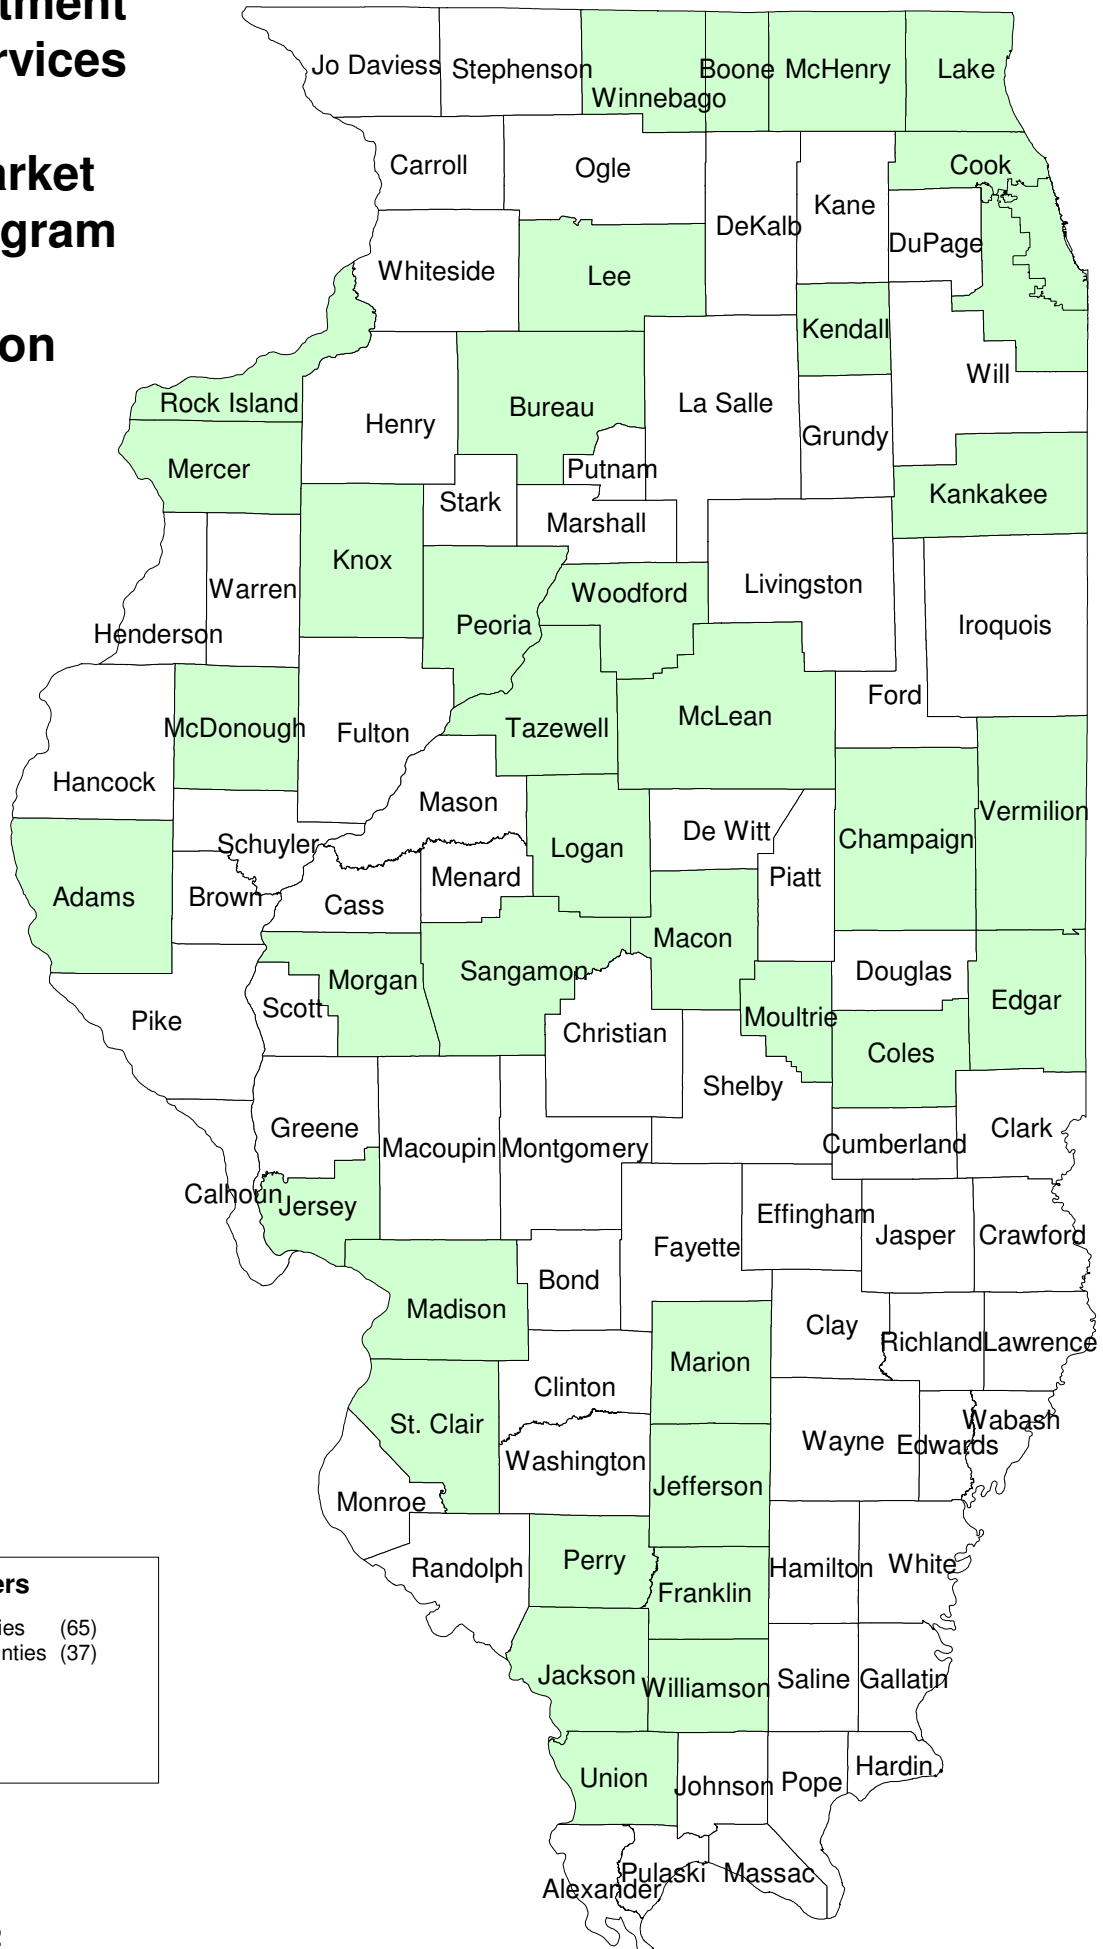 tment
rvices
arket
gram
on
Jo Daviess
Stephenson
Winnebago
Boone
McHenry
Lake
Carroll
Ogle
DeKalb
Kane
Cook
DuPage
Whiteside
Lee
Kendall
Will
Rock Island
Henry
Bureau
La Salle
Grundy
Mercer
Putnam
Kankakee
Stark
Marshall
Knox
Warren
Henderson
Peoria
Woodford
Livingston
Iroquois
Ford
McDonough
Fulton
Tazewell
McLean
Hancock
Mason
Vermilion
Schuyler
Logan
De Witt
Champaign
Adams
Brown
Cass
Menard
Piatt
Macon
Morgan
Sangamon
Douglas
Scott
Pike
Christian
Moultrie
Edgar
Coles
Shelby
Greene
Macoupin
Montgomery
Cumberland
Clark
Calhoun
Jersey
Effingham
Fayette
Jasper
Crawford
Bond
Madison
Clay
Richland
Lawrence
Marion
Clinton
St. Clair
Wayne
Edwards
Wabash
Washington
Jefferson
Monroe
Randolph
Perry
Hamilton
White
Franklin
Jackson
Williamson
Saline
Gallatin
Union
Johnson
Pope
Hardin
Alexander
Pulaski
Massac
ers
ies (65)
nties (37)